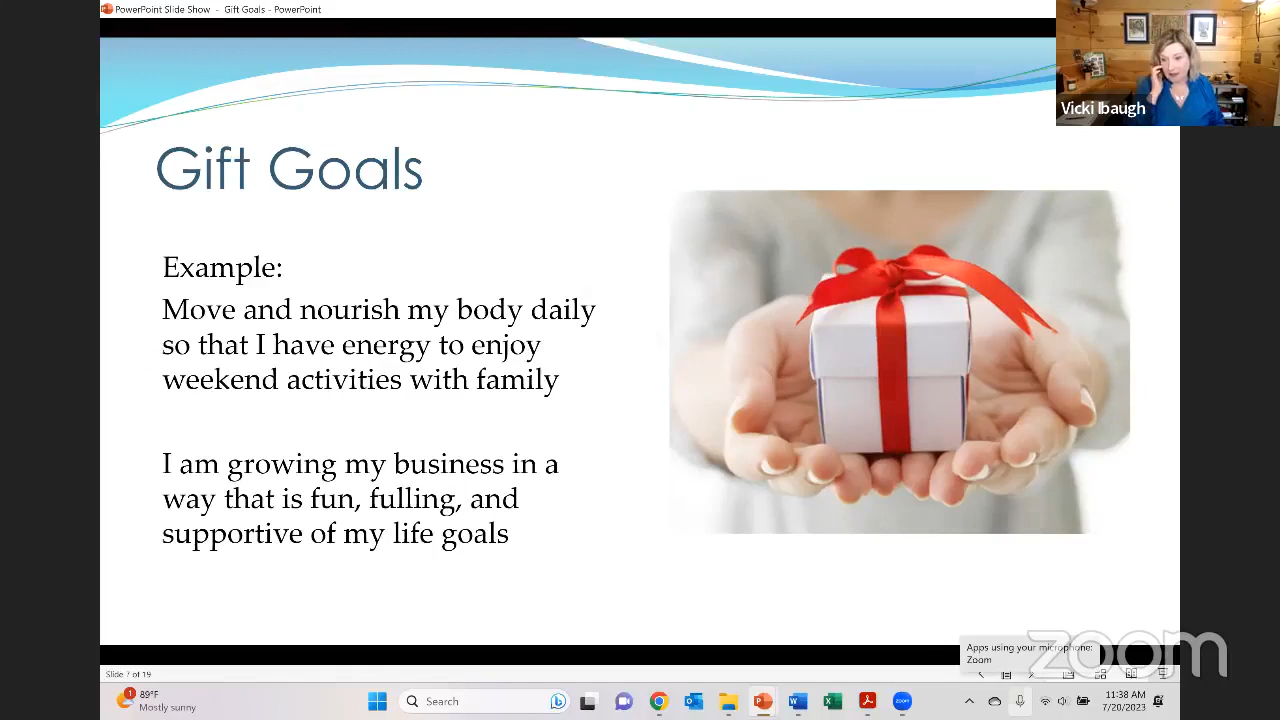 PowerPoint Slide Show - Gift Goals - PowerPoint
Vicki Ibaugh
Gift Goals
Example:
Move and nourish my body daily
so that I have energy to enjoy
weekend activities with family
I am growing my business in a
way that is fun, fulling, and
supportive of my life goals
Apps using your microphone:
Zoom
zoom
Slide 7 of 19
1
89°F
Mostly sunny
Search
zoom
11:38 AM
7/20/2023